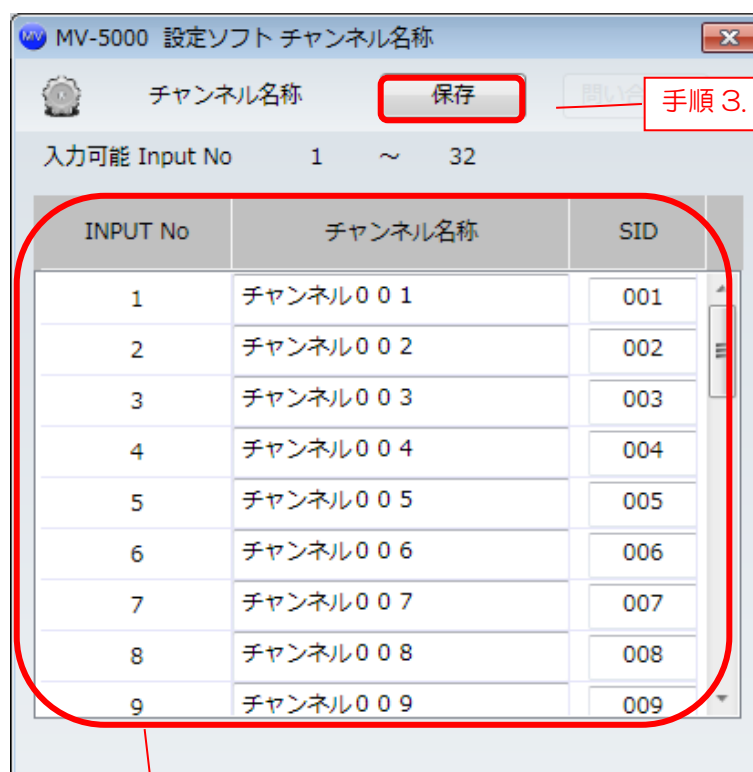 MV MV-5000 設定ソフト チャンネル名称
チャンネル名称 保存 手順３.
入力可能 Input No 1 ～ 32
INPUT No チャンネル名称 SID
1 チャンネル００１ 001
2 チャンネル００２ 002
3 チャンネル００３ 003
4 チャンネル００４ 004
5 チャンネル００５ 005
6 チャンネル００６ 006
7 チャンネル００７ 007
8 チャンネル００８ 008
9 チャンネル００９ 009